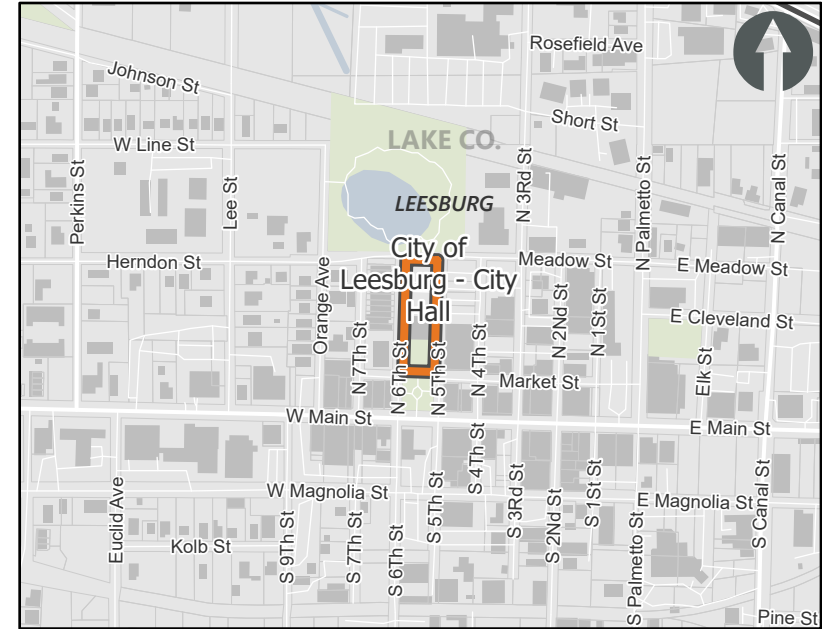 Rosefield Ave
Johnson St
Short St
LAKE CO.
W Line St
Perkins St
Lee St
N 3Rd St
N Palmetto St
N Canal St
LEESBURG
City of
Leesburg - City
Hall
Herndon St
Meadow St
E Meadow St
Orange Ave
N 7Th St
N 6Th St
N 5Th St
N 4Th St
N 2Nd St
N 1St St
E Cleveland St
Elk St
Market St
W Main St
E Main St
S 4Th St
W Magnolia St
E Magnolia St
Euclid Ave
Kolb St
S 9Th St
S 7Th St
S 6Th St
S 5Th St
S 3Rd St
S 2Nd St
S 1St St
S Palmetto St
S Canal St
Pine St